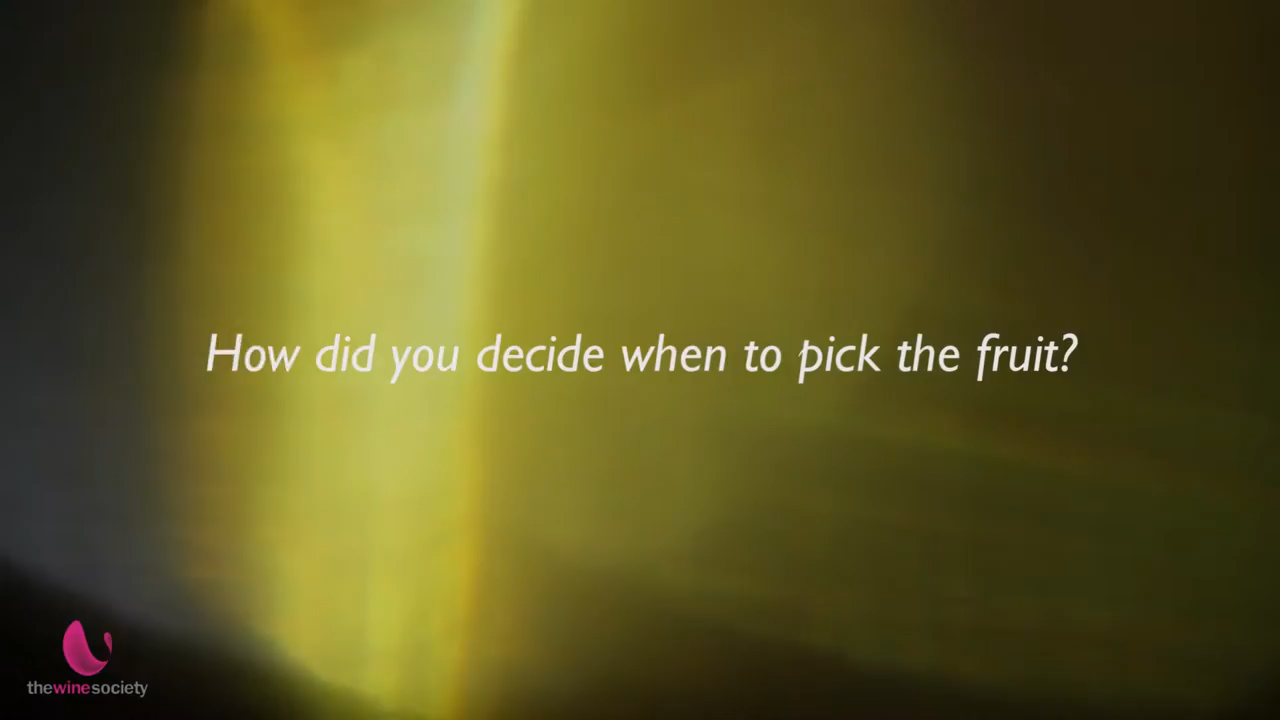 How did you decide when to pick the fruit?
thewinesociety